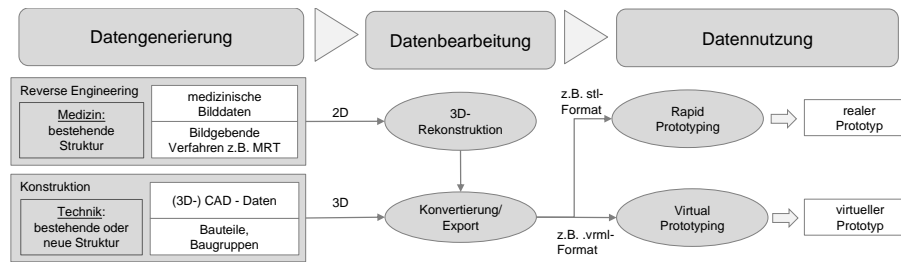 Datengenerierung
Datenbearbeitung
Datennutzung
Reverse Engineering
Medizin:
bestehende
Struktur
medizinische
Bilddaten
Bildgebende
Verfahren z.B. MRT
2D
3D-
Rekonstruktion
z.B. stl-
Format
Rapid
Prototyping
realer
Prototyp
Konstruktion
Technik:
bestehende oder
neue Struktur
(3D-) CAD - Daten
Bauteile,
Baugruppen
3D
Konvertierung/
Export
z.B. .vrml-
Format
Virtual
Prototyping
virtueller
Prototyp